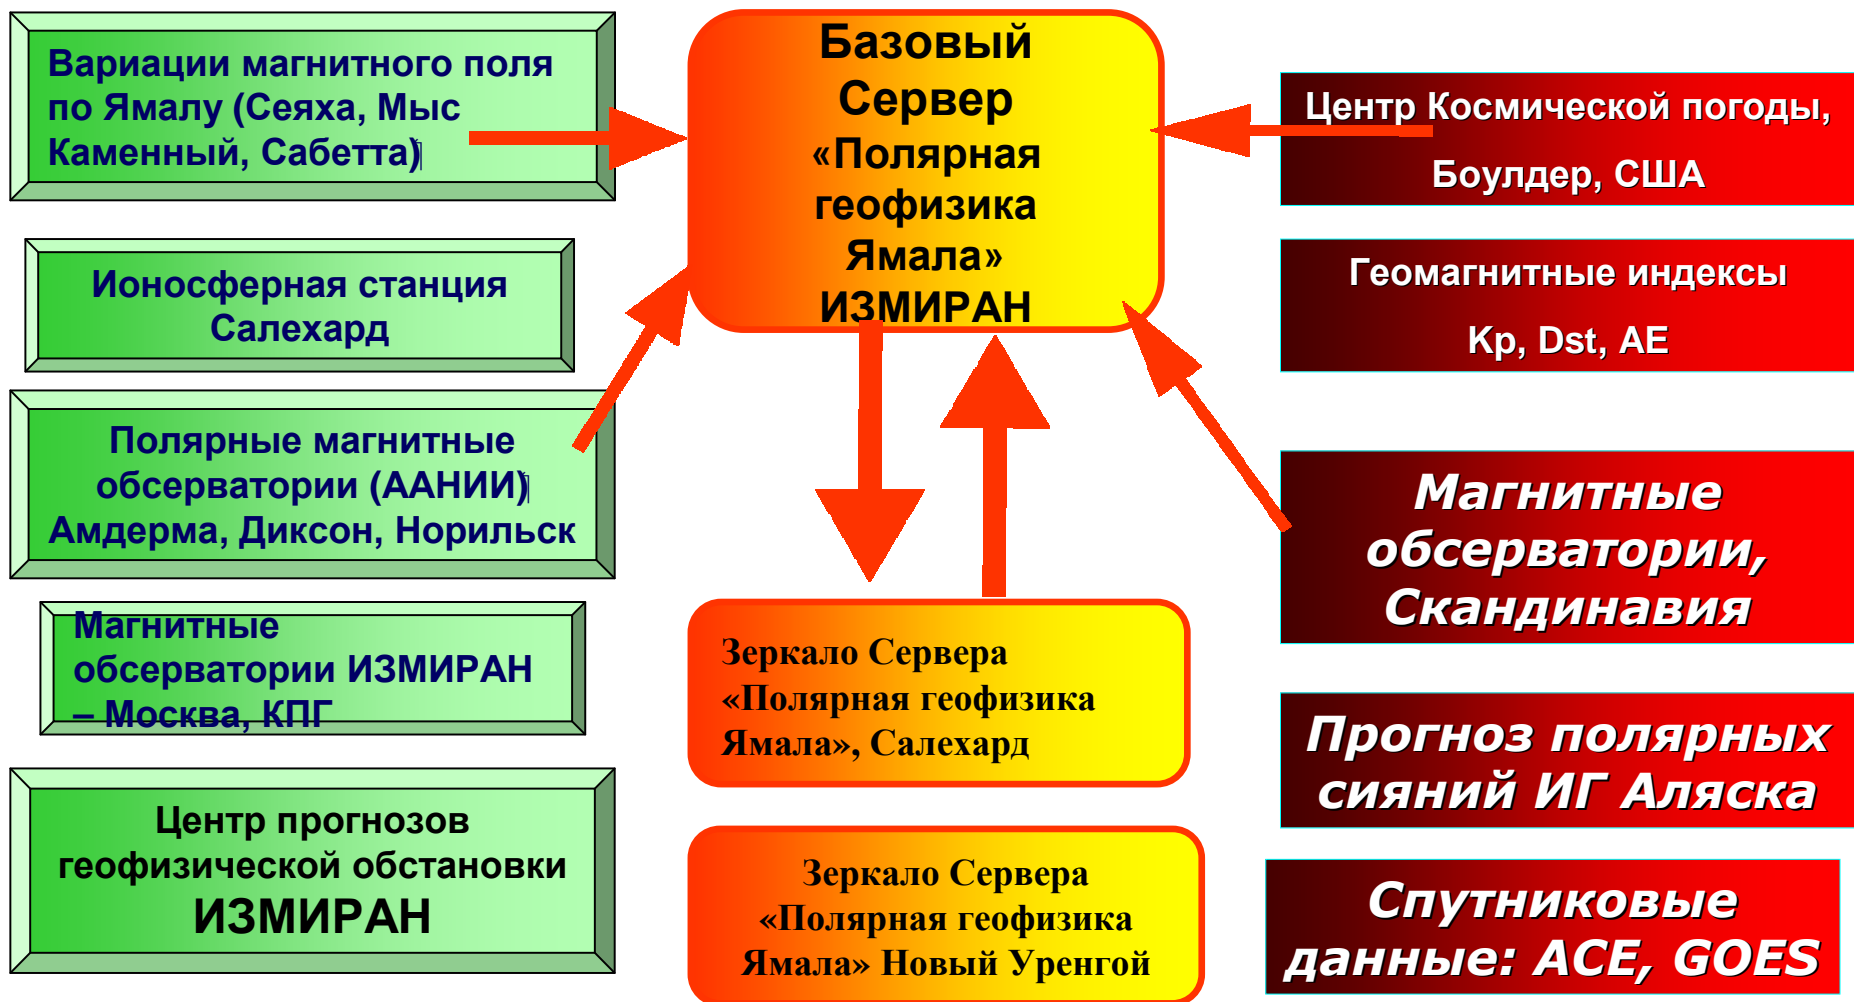 Вариации магнитного поля
по Ямалу (Сеяха, Мыс
Каменный, Сабетта)
Ионосферная станция
Салехард
Полярные магнитные
обсерватории (ААНИИ)
Амдерма, Диксон, Норильск
Магнитные
обсерватории ИЗМИРАН
– Москва, КПГ
Центр прогнозов
геофизической обстановки
ИЗМИРАН
Базовый
Сервер
«Полярная
геофизика
Ямала»
ИЗМИРАН
Зеркало Сервера
«Полярная геофизика
Ямала», Салехард
Зеркало Сервера
«Полярная геофизика
Ямала» Новый Уренгой
Центр Космической погоды,
Боулдер, США
Геомагнитные индексы
Kp, Dst, AE
Магнитные
обсерватории,
Скандинавия
Прогноз полярных
сияний ИГ Аляска
Спутниковые
данные: ACE, GOES